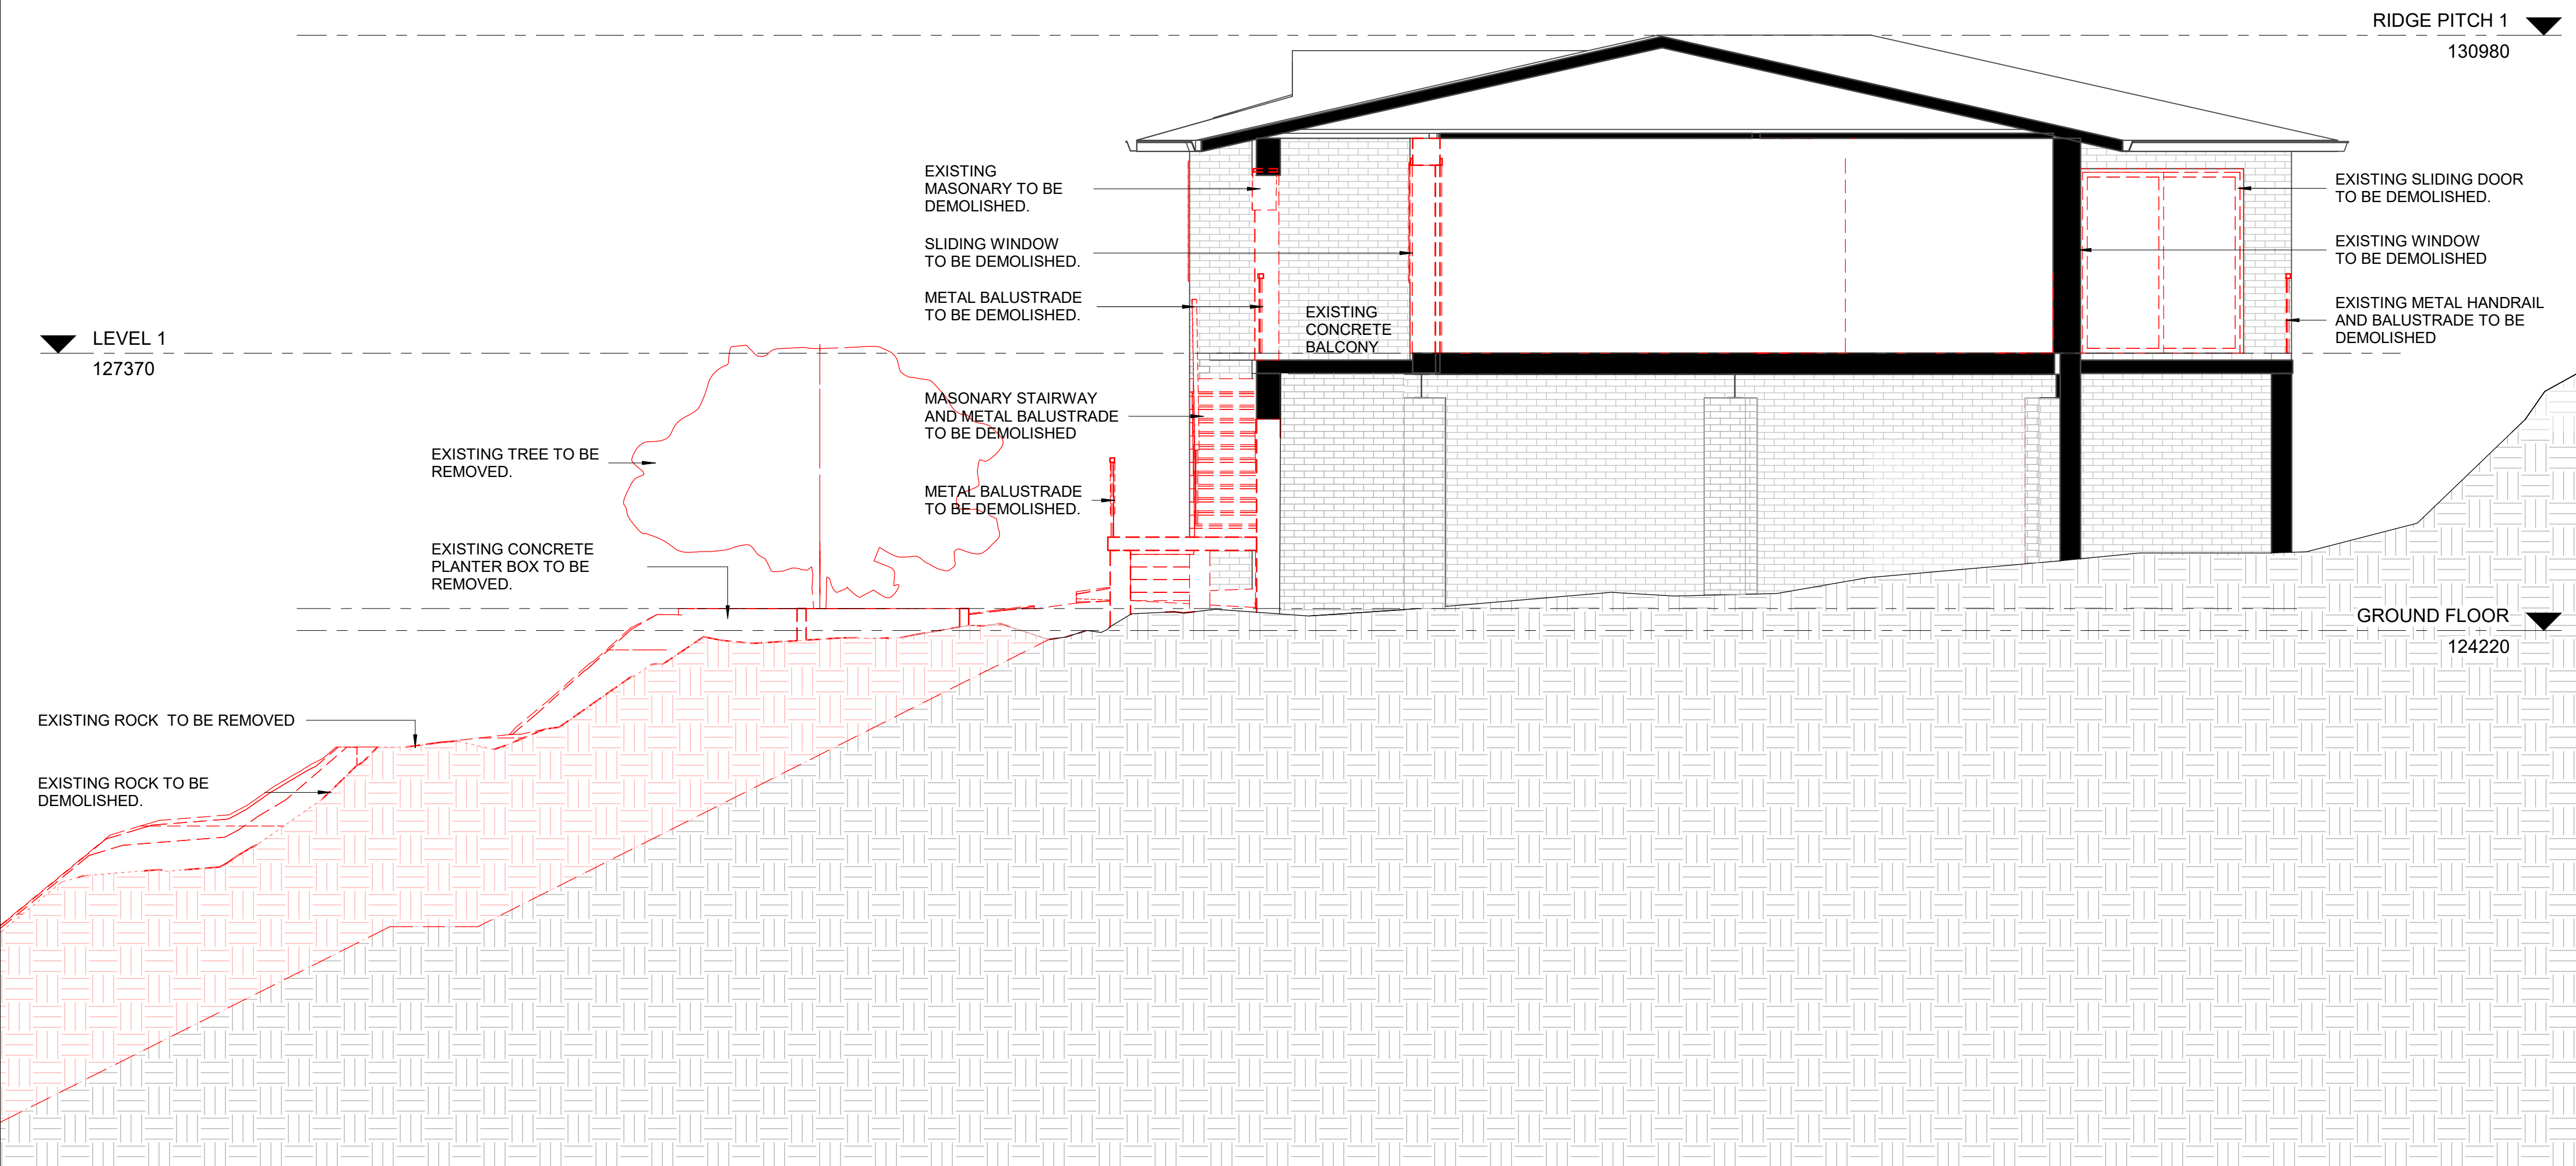 RIDGE PITCH 1
130980
EXISTING
MASONARY TO BE
DEMOLISHED.
SLIDING WINDOW
TO BE DEMOLISHED.
METAL BALUSTRADE
TO BE DEMOLISHED.
EXISTING
CONCRETE
BALCONY
EXISTING SLIDING DOOR
TO BE DEMOLISHED.
EXISTING WINDOW
TO BE DEMOLISHED
EXISTING METAL HANDRAIL
AND BALUSTRADE TO BE
DEMOLISHED
LEVEL 1
127370
MASONARY STAIRWAY
AND METAL BALUSTRADE
TO BE DEMOLISHED
EXISTING TREE TO BE
REMOVED.
METAL BALUSTRADE
TO BE DEMOLISHED.
EXISTING CONCRETE
PLANTER BOX TO BE
REMOVED.
GROUND FLOOR
124220
EXISTING ROCK  TO BE REMOVED
EXISTING ROCK TO BE
DEMOLISHED.